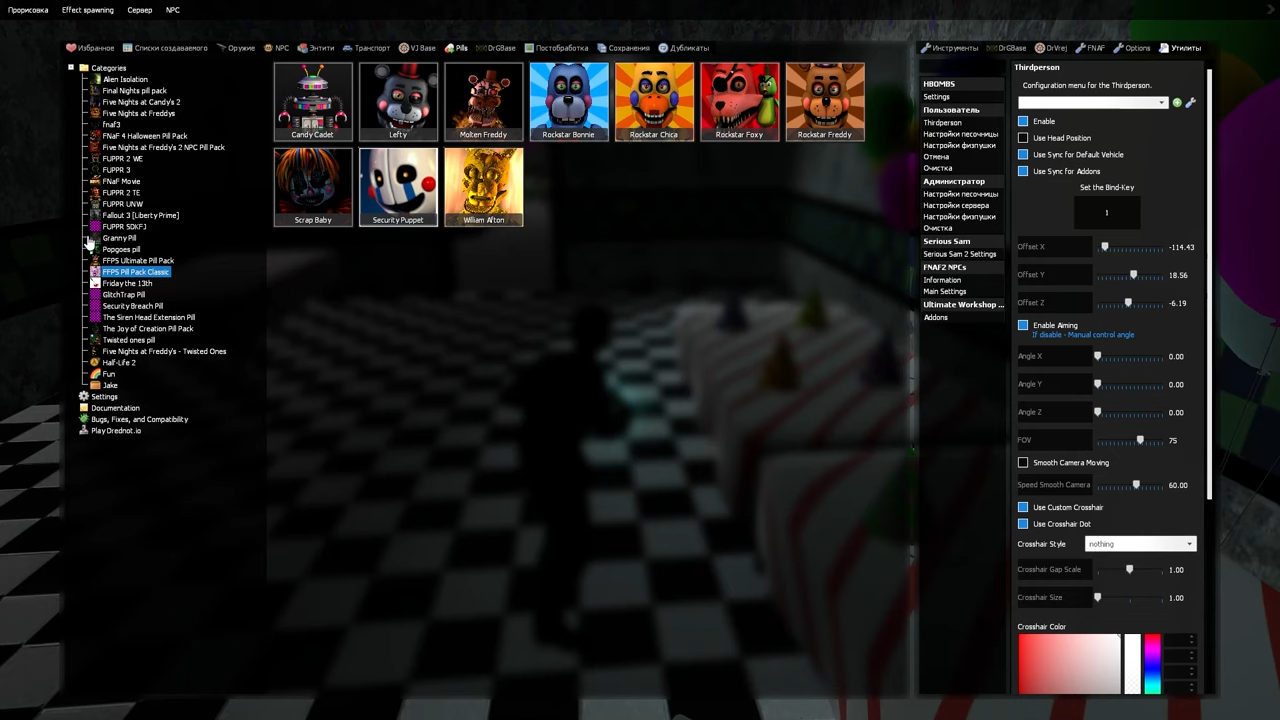 Прорисовка Effect spawning Сервер NPC
Избранное Списки создаваемого Оружие NPC Энтити Транспорт VJ Base Pills DrGBase Постобработка Сохранения Дубликаты
Categories
Alien Isolation
Final Nights pill pack
Five Nights at Candy's 2
Five Nights at Freddys
fnaf3
FNAF 4 Halloween Pill Pack
Five Nights at Freddy's 2 NPC Pill Pack
FUPPR 2 WE
FUPPR 3
FNaF Movie
FUPPR 2 TE
FUPPR UNW
Fallout 3 [Liberty Prime]
FUPPR SDKFJ
Granny Pill
Popgoes pill
FFPS Ultimate Pill Pack
FFPS Pill Pack Classic
Friday the 13th
GlitchTrap Pill
Security Breach Pill
The Siren Head Extension Pill
The Joy of Creation Pill Pack
Twisted ones pill
Five Nights at Freddy's - Twisted Ones
Half-Life 2
Fun
Jake
Settings
Documentation
Bugs, Fixes, and Compatibility
Play Drednot.io
Candy Cadet Lefty Molten Freddy Rockstar Bonnie Rockstar Chica Rockstar Foxy Rockstar Freddy
Scrap Baby Security Puppet William Afton
Инструменты DrGBase DrVrej FNAF Options Утилиты
HBOMBS
Settings
Пользователь
Thirdperson
Настройки песочницы
Настройки физпушки
Отмена
Очистка
Администратор
Настройки песочницы
Настройки сервера
Настройки физпушки
Очистка
Serious Sam
Serious Sam 2 Settings
FNAF2 NPCs
Information
Main Settings
Ultimate Workshop ...
Addons
Thirdperson
Configuration menu for the Thirdperson.
Enable
Use Head Position
Use Sync for Default Vehicle
Use Sync for Addons
Set the Bind-Key
1
Offset X -114.43
Offset Y 18.56
Offset Z -6.19
Enable Aiming
If disable - Manual control angle
Angle X 0.00
Angle Y 0.00
Angle Z 0.00
FOV 75
Smooth Camera Moving
Speed Smooth Camera 60.00
Use Custom Crosshair
Use Crosshair Dot
Crosshair Style nothing
Crosshair Gap Scale 1.00
Crosshair Size 1.00
Crosshair Color